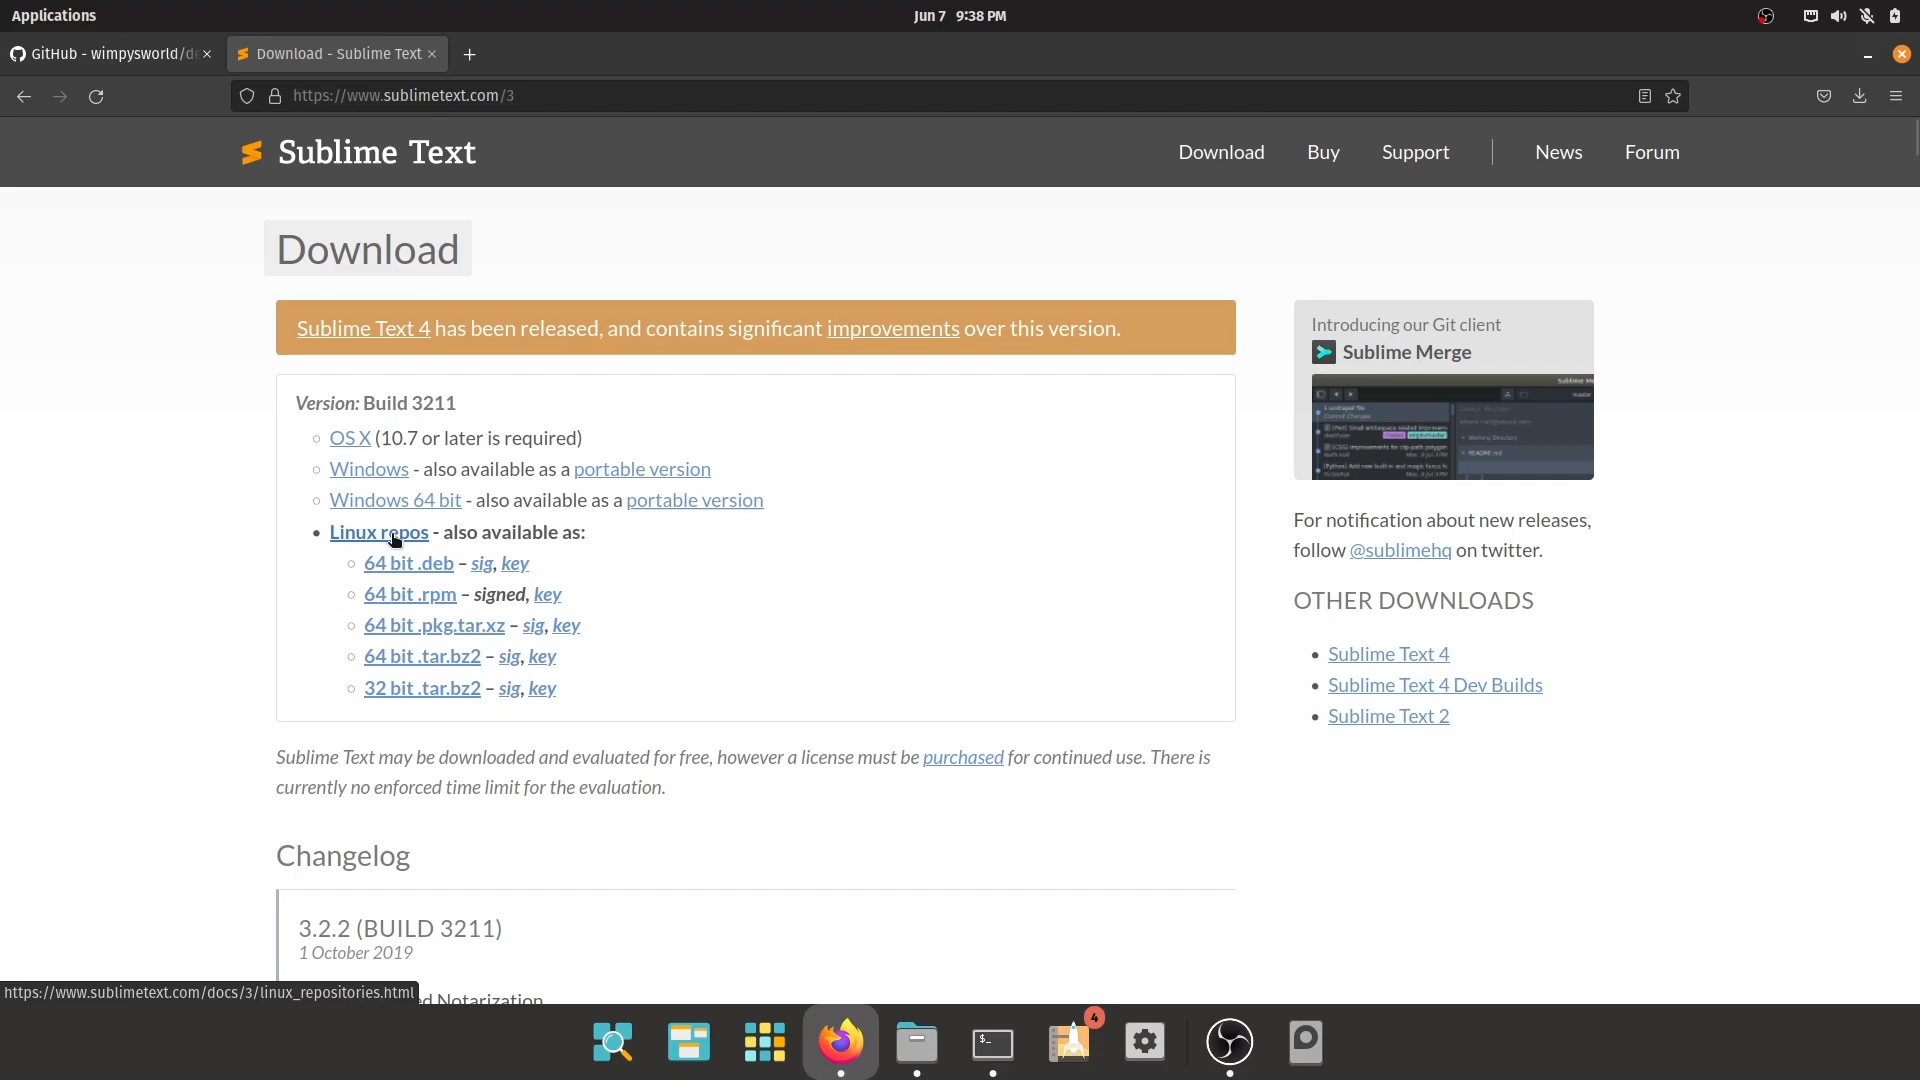 Applications
Jun 7 9:38 PM
GitHub - wimpysworld/de
Download - Sublime Text
https://www.sublimetext.com/3
Sublime Text
Download
Buy
Support
News
Forum
Download
Sublime Text 4 has been released, and contains significant improvements over this version.
Version: Build 3211
OS X (10.7 or later is required)
Windows - also available as a portable version
Windows 64 bit - also available as a portable version
Linux repos - also available as:
64 bit .deb – sig, key
64 bit .rpm – signed, key
64 bit .pkg.tar.xz – sig, key
64 bit .tar.bz2 – sig, key
32 bit .tar.bz2 – sig, key
Sublime Text may be downloaded and evaluated for free, however a license must be purchased for continued use. There is
currently no enforced time limit for the evaluation.
Changelog
3.2.2 (BUILD 3211)
1 October 2019
Notarization
Introducing our Git client
Sublime Merge
For notification about new releases,
follow @sublimehq on twitter.
OTHER DOWNLOADS
Sublime Text 4
Sublime Text 4 Dev Builds
Sublime Text 2
https://www.sublimetext.com/docs/3/linux_repositories.html
$_
4